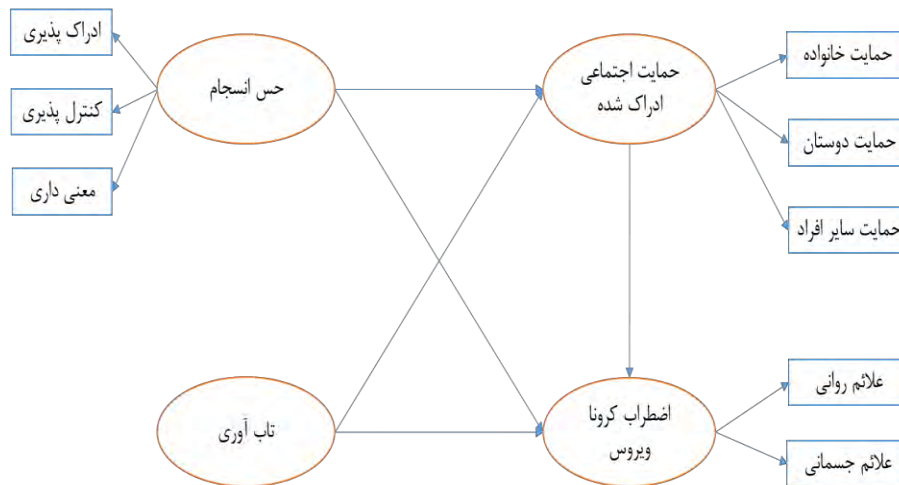 ادراک پذیری
کنترل پذیری
معنی داری
حس انسجام
حمایت اجتماعی
ادراک شده
حمایت خانواده
حمایت دوستان
حمایت سایر افراد
تاب آوری
اضطراب کرونا
ویروس
علائم روانی
علائم جسمانی